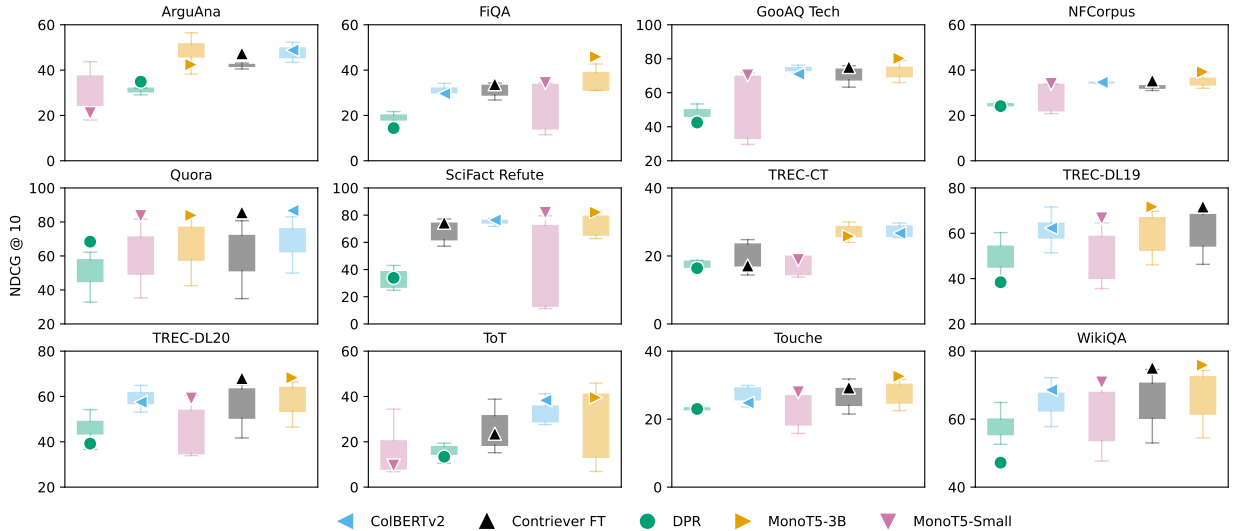 ArguAna FiQA GooAQ Tech NFCorpus
60 40 20 0
60 40 20 0
100 80 60 40 20
60 40 20 0
Quora SciFact Refute TREC-CT TREC-DL19
NDCG @ 10
100 80 60 40 20
100 80 60 40 20 0
40 20 0
80 60 40 20
TREC-DL20 ToT Touche WikiQA
80 60 40 20
60 40 20 0
40 20 0
80 60 40
ColBERTv2 Contriever FT DPR MonoT5-3B MonoT5-Small